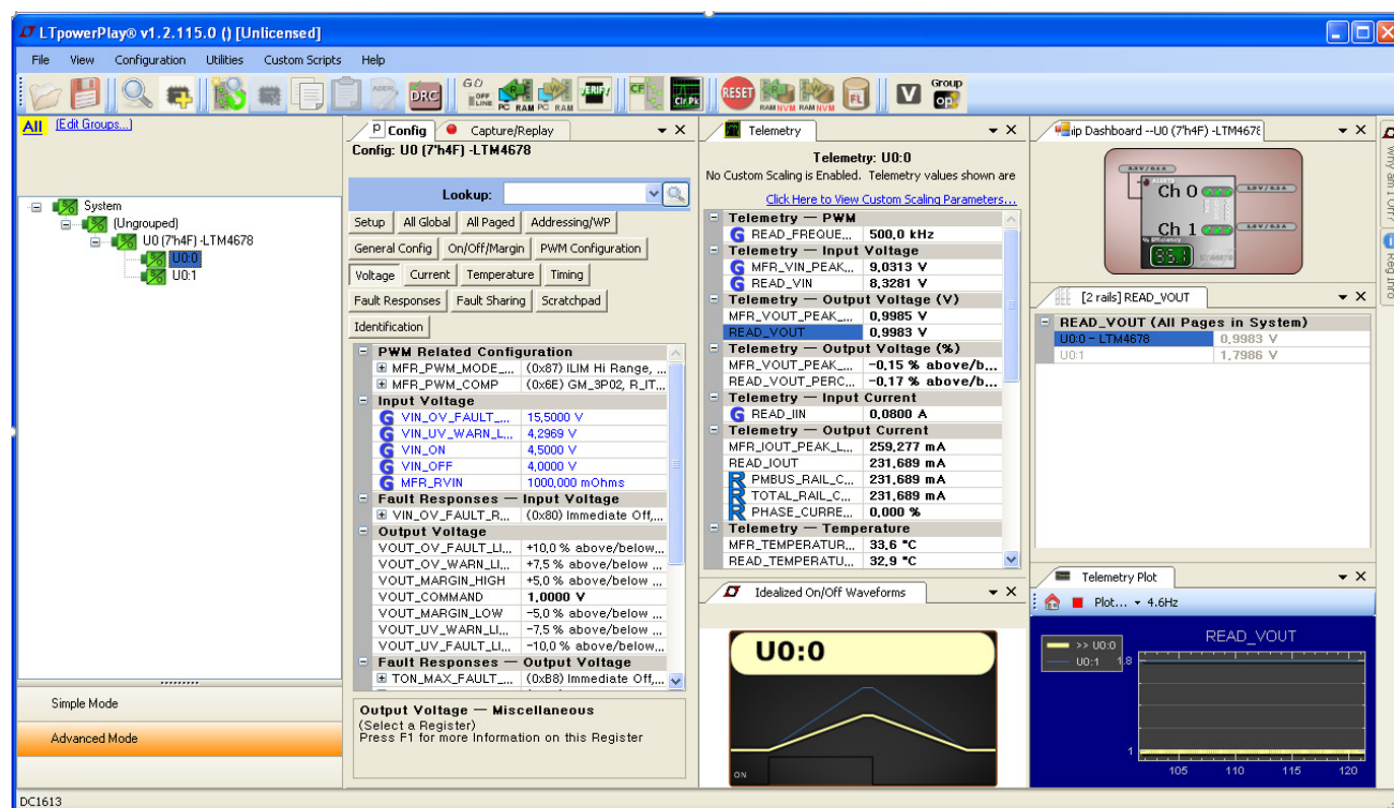 LTpowerPlay® v1.2.115.0 () [Unlicensed]
File View Configuration Utilities Custom Scripts Help
DRC
GO OFF LINE
PC RAM
PC RAM
VERIFY
CF
Clr.Pk
RESET
RAM NVM
RAM NVM
FL
V
Group op
All [Edit Groups...]
System
(Ungrouped)
U0 (7'h4F) -LTM4678
U0:0
U0:1
Simple Mode
Advanced Mode
DC1613
Config
Capture/Replay
Config: U0 (7'h4F) -LTM4678
Lookup:
Setup All Global All Paged Addressing/WP
General Config On/Off/Margin PWM Configuration
Voltage Current Temperature Timing
Fault Responses Fault Sharing Scratchpad
Identification
PWM Related Configuration
MFR_PWM_MODE_... (0x87) ILIM Hi Range, ...
MFR_PWM_COMP (0x6E) GM_3P02, R_IT...
Input Voltage
G VIN_OV_FAULT_... 15,5000 V
G VIN_UV_WARN_L... 4,2969 V
G VIN_ON 4,5000 V
G VIN_OFF 4,0000 V
G MFR_RVIN 1000,000 mOhms
Fault Responses — Input Voltage
VIN_OV_FAULT_R... (0x80) Immediate Off,...
Output Voltage
VOUT_OV_FAULT_LI... +10,0 % above/below...
VOUT_OV_WARN_LI... +7,5 % above/below ...
VOUT_MARGIN_HIGH +5,0 % above/below ...
VOUT_COMMAND 1,0000 V
VOUT_MARGIN_LOW -5,0 % above/below ...
VOUT_UV_WARN_LI... -7,5 % above/below ...
VOUT_UV_FAULT_LI... -10,0 % above/below...
Fault Responses — Output Voltage
TON_MAX_FAULT_... (0xB8) Immediate Off,...
Output Voltage — Miscellaneous
(Select a Register)
Press F1 for more Information on this Register
Telemetry
Telemetry: U0:0
No Custom Scaling is Enabled. Telemetry values shown are
Click Here to View Custom Scaling Parameters...
Telemetry — PWM
G READ_FREQUE... 500,0 kHz
Telemetry — Input Voltage
G MFR_VIN_PEAK_... 9,0313 V
G READ_VIN 8,3281 V
Telemetry — Output Voltage (V)
MFR_VOUT_PEAK_... 0,9985 V
READ_VOUT 0,9983 V
Telemetry — Output Voltage (%)
MFR_VOUT_PEAK_... -0,15 % above/b...
READ_VOUT_PERC... -0,17 % above/b...
Telemetry — Input Current
G READ_IIN 0,0800 A
Telemetry — Output Current
MFR_IOUT_PEAK_L... 259,277 mA
READ_IOUT 231,689 mA
R PMBUS_RAIL_C... 231,689 mA
R TOTAL_RAIL_C... 231,689 mA
R PHASE_CURRE... 0,000 %
Telemetry — Temperature
MFR_TEMPERATUR... 33,6 °C
READ_TEMPERATU... 32,9 °C
Idealized On/Off Waveforms
U0:0
ON
ip Dashboard --U0 (7'h4F) -LTM4678
Ch 0
Ch 1
% Efficiency
[2 rails] READ_VOUT
READ_VOUT (All Pages in System)
U0:0 - LTM4678 0,9983 V
U0:1 1,7986 V
Telemetry Plot
Plot... 4.6Hz
READ_VOUT
>> U0:0
U0:1
1.8
1
105 110 115 120
Why am I Off
Reg Info